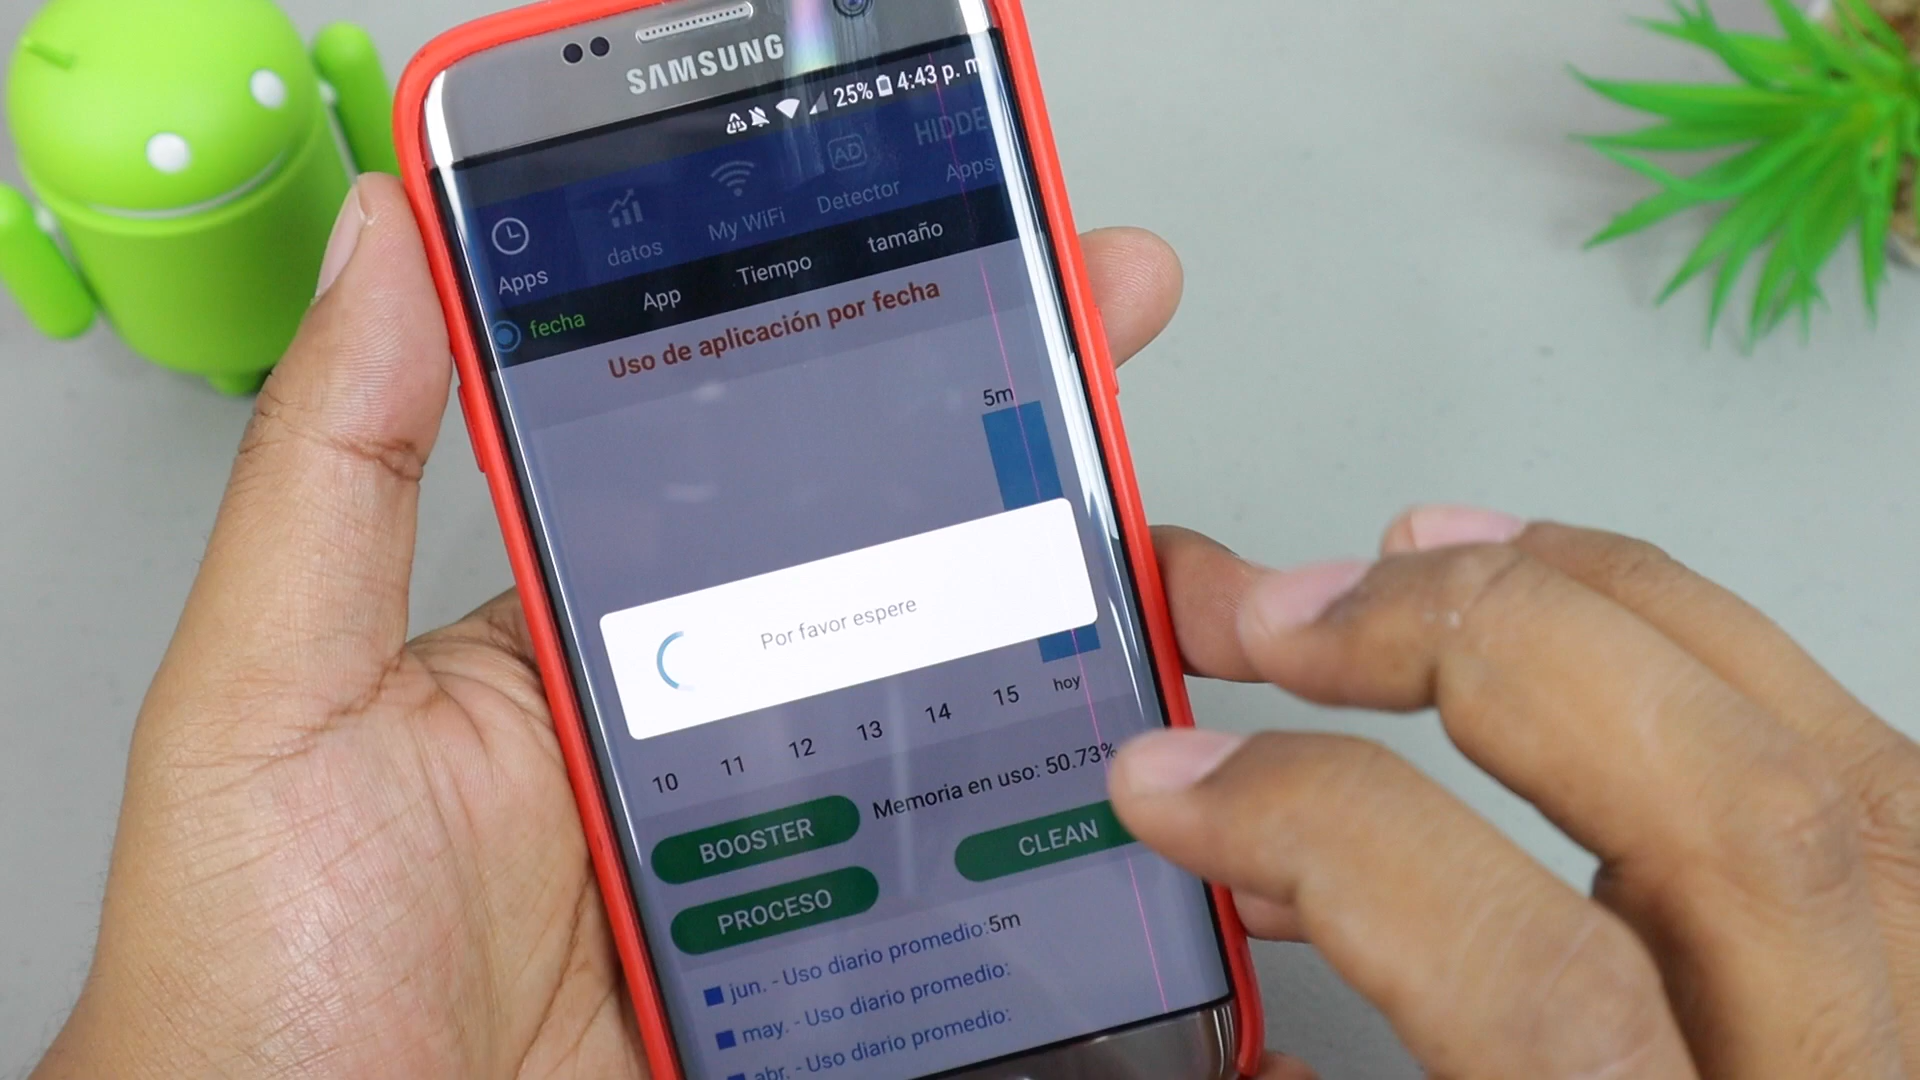 SAMSUNG
25% 4:43 p. m
Apps datos My WiFi Detector Apps
AD HIDDE
fecha App Tiempo tamaño
Uso de aplicación por fecha
5m
Por favor espere
10 11 12 13 14 15 hoy
BOOSTER Memoria en uso: 50.73%
PROCESO CLEAN
jun. - Uso diario promedio:5m
may. - Uso diario promedio:
abr. - Uso diario promedio: